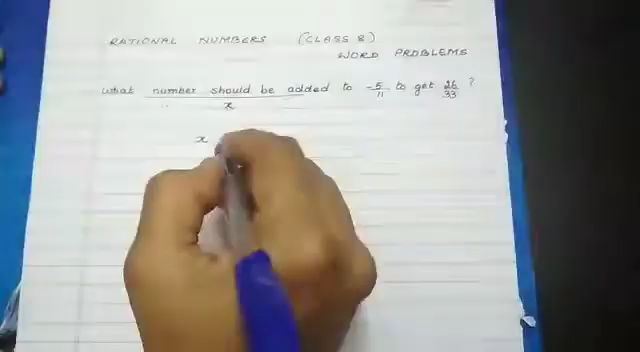 RATIONAL NUMBERS (CLASS 8)
WORD PROBLEMS
What number should be added to -5/11 to get 26/33 ?
x
x